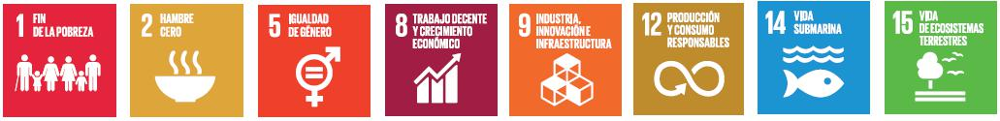 1 FIN
DE LA POBREZA
2 HAMBRE
CERO
5 IGUALDAD
DE GÉNERO
8 TRABAJO DECENTE
Y CRECIMIENTO
ECONÓMICO
9 INDUSTRIA,
INNOVACIÓN E
INFRAESTRUCTURA
12 PRODUCCIÓN
Y CONSUMO
RESPONSABLES
14 VIDA
SUBMARINA
15 VIDA
DE ECOSISTEMAS
TERRESTRES